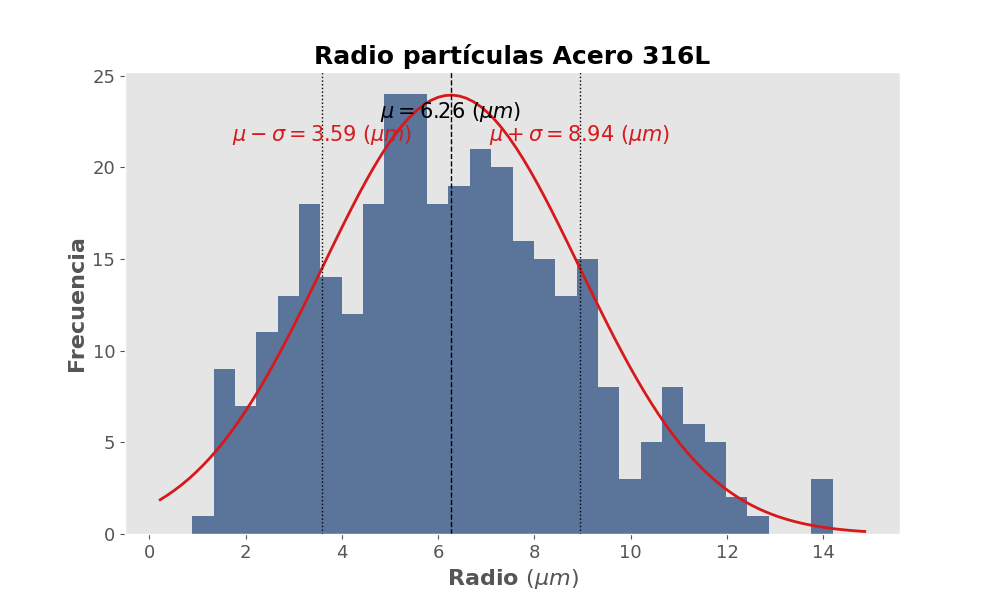 Radio partículas Acero 316L
μ = 6.26 (μm)
μ − σ = 3.59 (μm)
μ + σ = 8.94 (μm)
Frecuencia
25
20
15
10
5
0
0 2 4 6 8 10 12 14
Radio (μm)